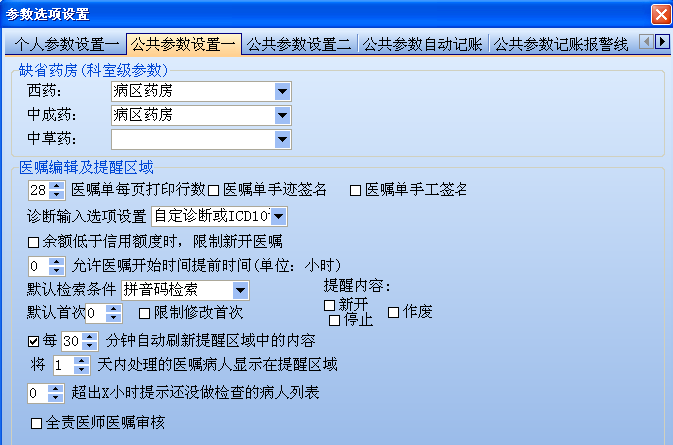 参数选项设置
个人参数设置一 公共参数设置一 公共参数设置二 公共参数自动记账 公共参数记账报警线
缺省药房(科室级参数)
西药： 病区药房
中成药： 病区药房
中草药：
医嘱编辑及提醒区域
28 医嘱单每页打印行数 医嘱单手迹签名 医嘱单手工签名
诊断输入选项设置 自定诊断或ICD10
余额低于信用额度时，限制新开医嘱
0 允许医嘱开始时间提前时间(单位：小时)
默认检索条件 拼音码检索 提醒内容：
默认首次 0 限制修改首次 新开 作废
停止
每 30 分钟自动刷新提醒区域中的内容
将 1 天内处理的医嘱病人显示在提醒区域
0 超出X小时提示还没做检查的病人列表
全责医师医嘱审核